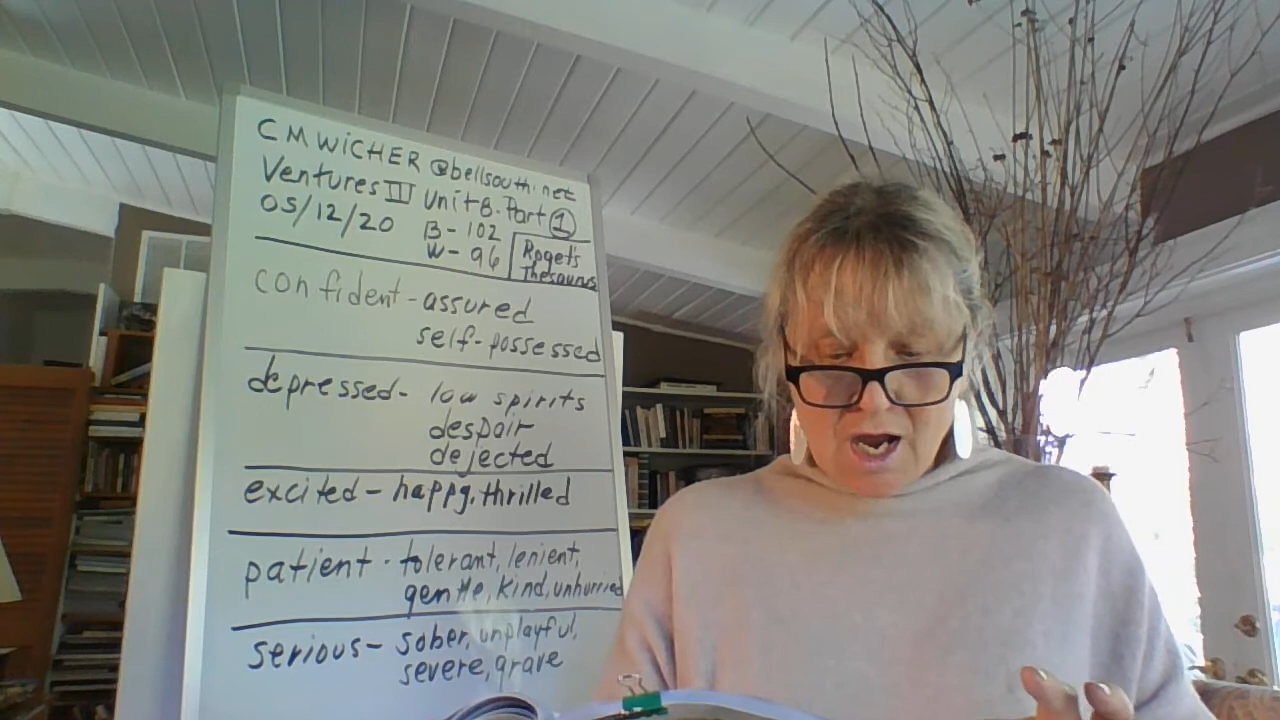 CMWiCHER @bellsouth.net
Ventures III Unit 8. Part 1
05/12/20 B-102
W-96
Rogets
Thesaurus
confident - assured
self-possessed
depressed - low spirits
despair
dejected
excited - happy, thrilled
patient - tolerant, lenient,
gentle, kind, unhurried
serious - sober, unplayful,
severe, grave